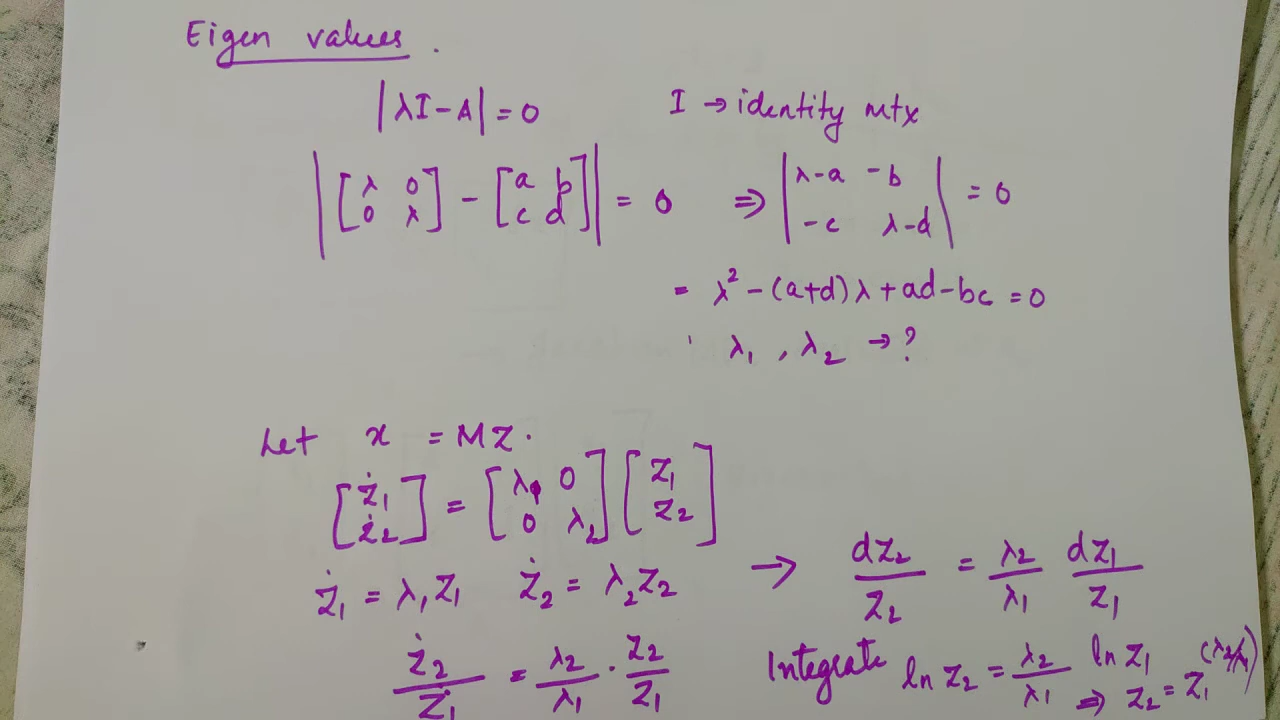 Eigen values.
|λI-A| = 0 I → identity mtx
|[λ 0; 0 λ] - [a b; c d]| = 0 ⇒ |λ-a -b; -c λ-d| = 0
= λ² - (a+d)λ + ad - bc = 0
λ₁, λ₂ → ?
Let x = MZ.
[ż₁; ż₂] = [λ₁ 0; 0 λ₂] [z₁; z₂]
ż₁ = λ₁z₁ ż₂ = λ₂z₂ → dz₂/z₂ = λ₂/λ₁ dz₁/z₁
ż₂/ż₁ = λ₂/λ₁ · z₂/z₁ Integrate ln z₂ = λ₂/λ₁ ln z₁
⇒ z₂ = z₁^(λ₂/λ₁)